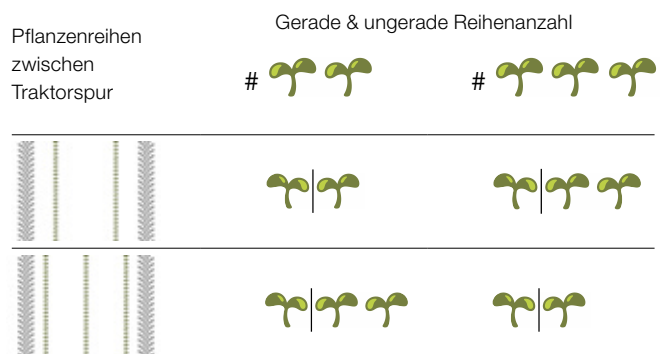 Gerade & ungerade Reihenanzahl
Pflanzenreihen
zwischen
Traktorspur
#
#